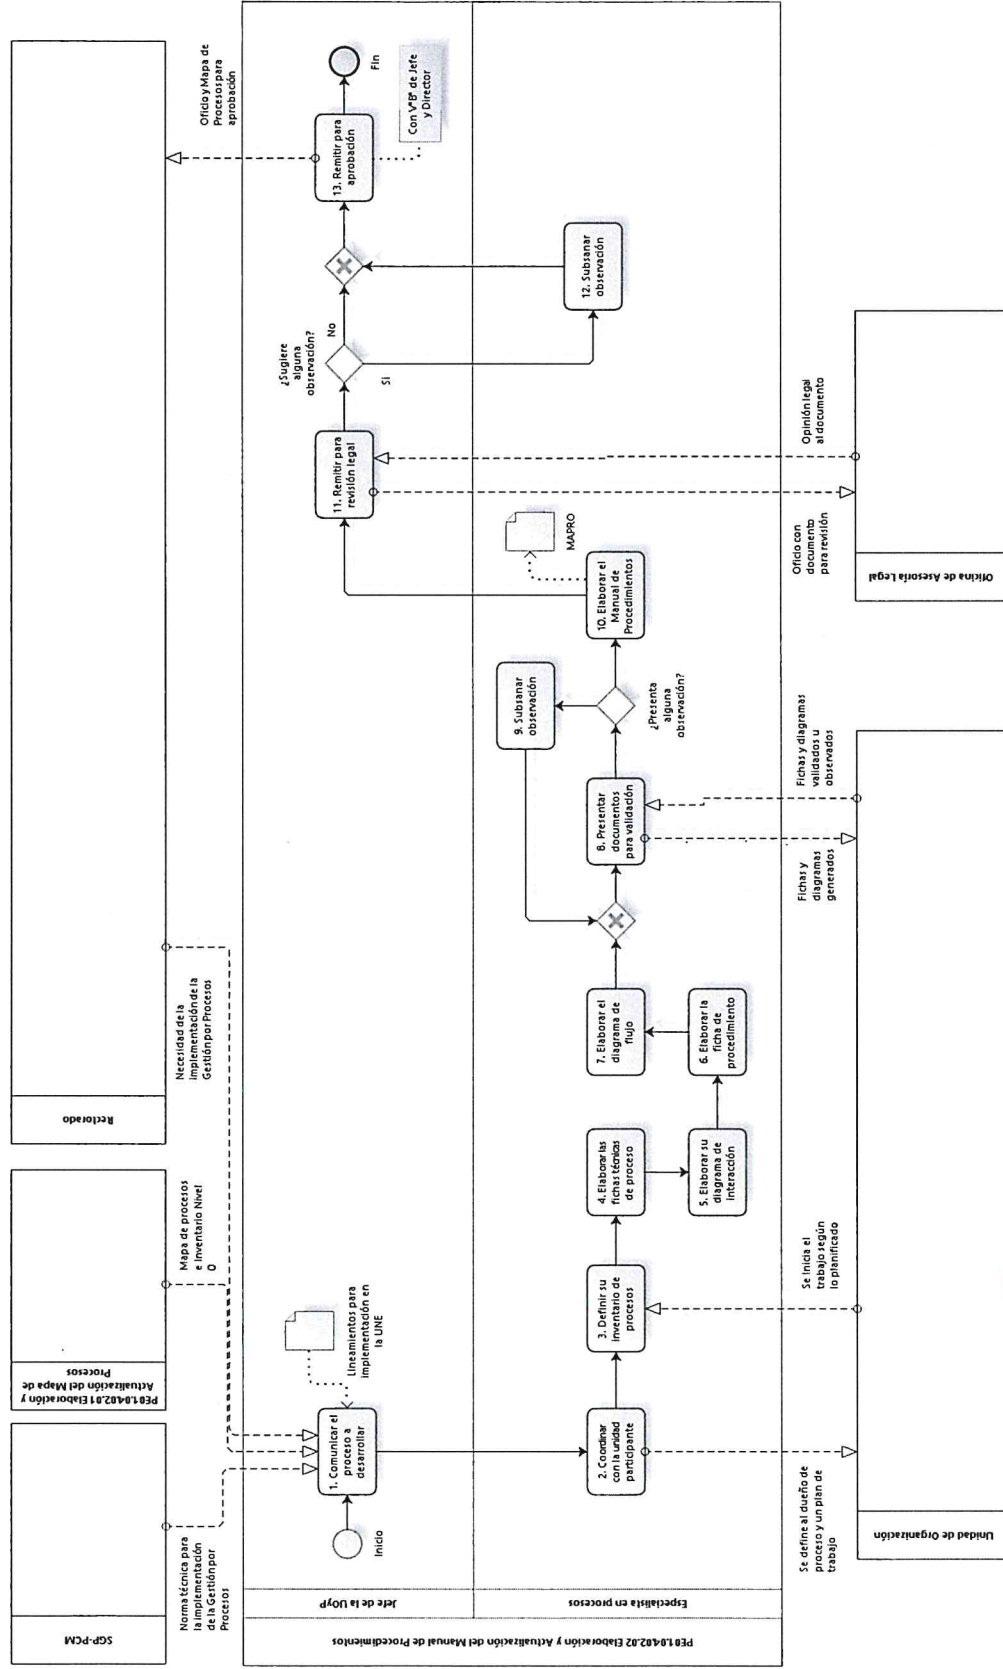 SGP-PCM
PE01.04.02.01 Elaboración y
Actualización del Mapa de
Procesos
Rectorado
Norma técnica para
la implementación
de la Gestión por
Procesos
Mapa de procesos
e Inventario Nivel
0
Necesidad de la
implementación de la
Gestión por Procesos
Oficio y Mapa de
Procesos para
aprobación
PE01.04.02.02 Elaboración y Actualización del Manual de Procedimientos
Jefe de la UOyP
Inicio
1. Comunicar el
proceso a
desarrollar
Lineamientos para
implementación en
la UNE
11. Remitir para
revisión legal
¿Sugiere
alguna
observación?
No
Si
13. Remitir para
aprobación
Con V°B° de Jefe
y Director
Fin
Especialista en procesos
2. Coordinar
con la unidad
participante
3. Definir su
inventario de
procesos
4. Elaborar las
fichas técnicas
de proceso
5. Elaborar su
diagrama de
interacción
6. Elaborar la
ficha de
procedimiento
7. Elaborar el
diagrama de
flujo
8. Presentar
documentos
para validación
9. Subsanar
observación
¿Presenta
alguna
observación?
10. Elaborar el
Manual de
Procedimientos
MAPRO
12. Subsanar
observación
Se define al dueño de
proceso y un plan de
trabajo
Se inicia el
trabajo según
lo planificado
Fichas y
diagramas
generados
Fichas y diagramas
validados u
observados
Oficio con
documento
para revisión
Opinión legal
al documento
Unidad de Organización
Oficina de Asesoría Legal